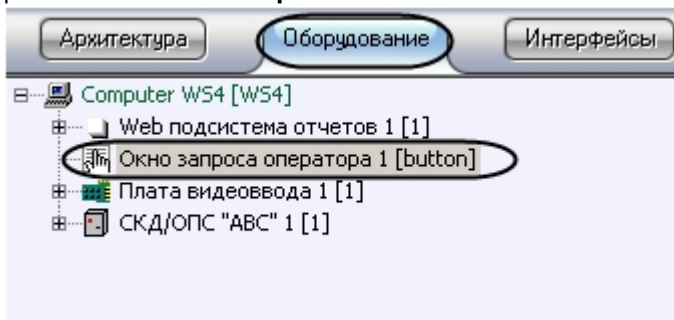 Архитектура Оборудование Интерфейсы
Computer WS4 [WS4]
Web подсистема отчетов 1 [1]
Окно запроса оператора 1 [button]
Плата видеоввода 1 [1]
СКД/ОПС "АВС" 1 [1]